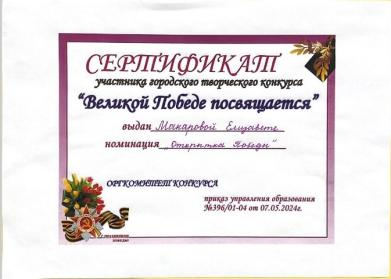 СЕРТИФИКАТ
участника городского творческого конкурса
"Великой Победе посвящается"
выдан Макаровой Елизавете
номинация „Открытка Победы"
ОРГКОМИТЕТ КОНКУРСА
приказ управления образования
№396/01-04 от 07.05.2024г.